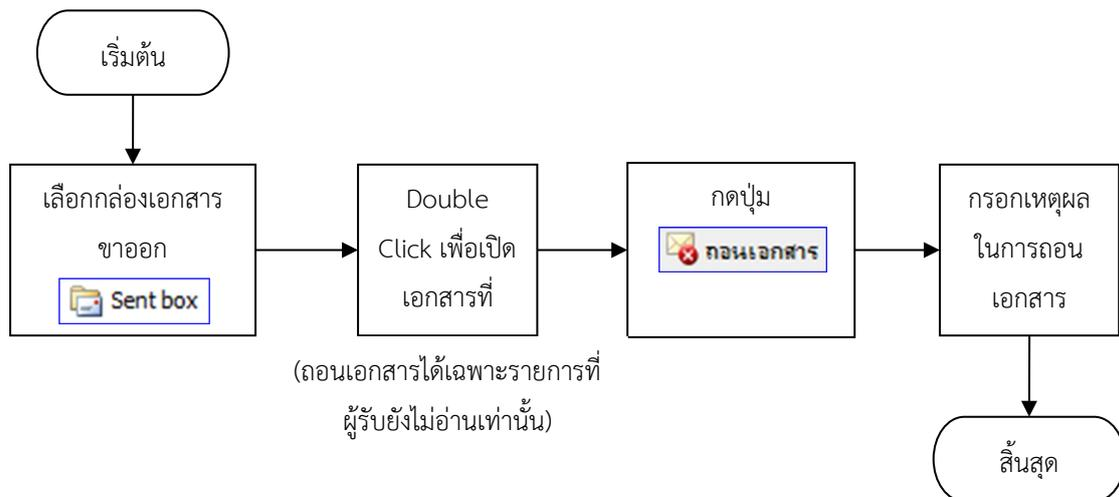 เริ่มต้น
เลือกกล่องเอกสาร
ขาออก
Sent box
Double
Click เพื่อเปิด
เอกสารที่
(ถอนเอกสารได้เฉพาะรายการที่
ผู้รับยังไม่อ่านเท่านั้น)
กดปุ่ม
ถอนเอกสาร
กรอกเหตุผล
ในการถอน
เอกสาร
สิ้นสุด